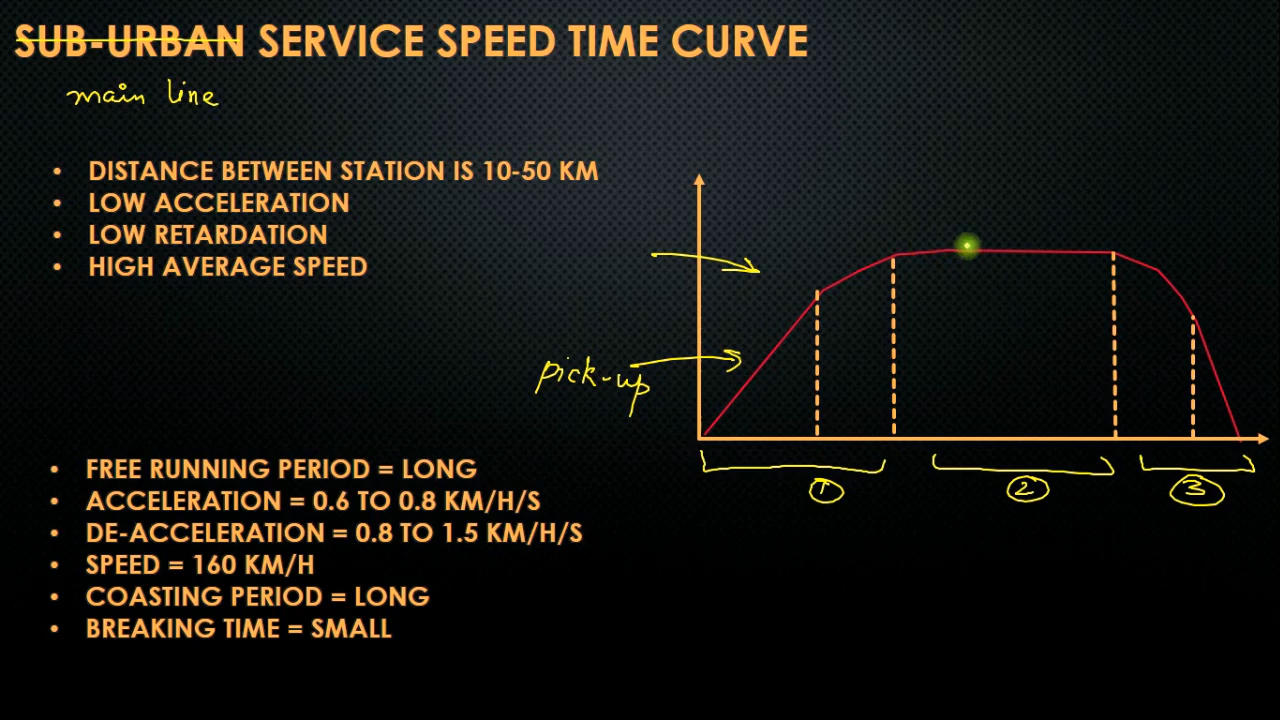 SUB-URBAN SERVICE SPEED TIME CURVE
main line
• DISTANCE BETWEEN STATION IS 10-50 KM
• LOW ACCELERATION
• LOW RETARDATION
• HIGH AVERAGE SPEED
pick-up
• FREE RUNNING PERIOD = LONG
• ACCELERATION = 0.6 TO 0.8 KM/H/S
• DE-ACCELERATION = 0.8 TO 1.5 KM/H/S
• SPEED = 160 KM/H
• COASTING PERIOD = LONG
• BREAKING TIME = SMALL
1 2 3